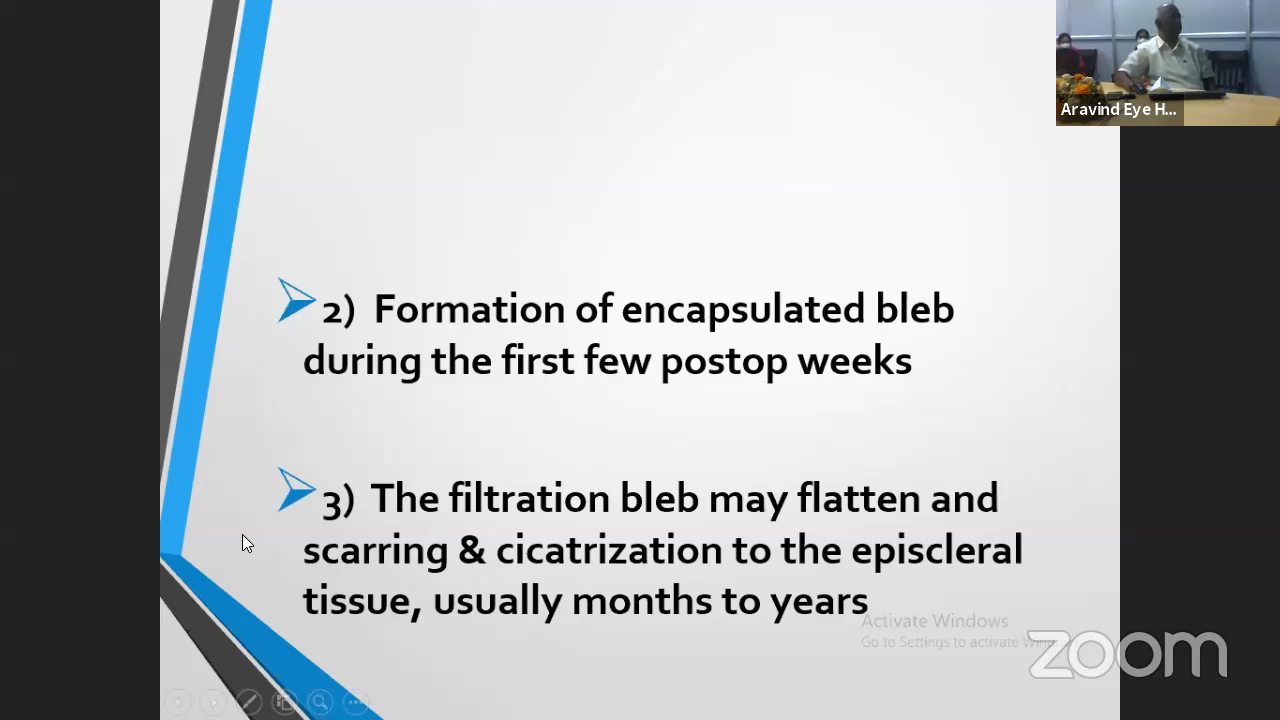 Aravind Eye H...
2) Formation of encapsulated bleb
during the first few postop weeks
3) The filtration bleb may flatten and
scarring & cicatrization to the episcleral
tissue, usually months to years
Activate Windows
Go to Settings to activate Windows
zoom